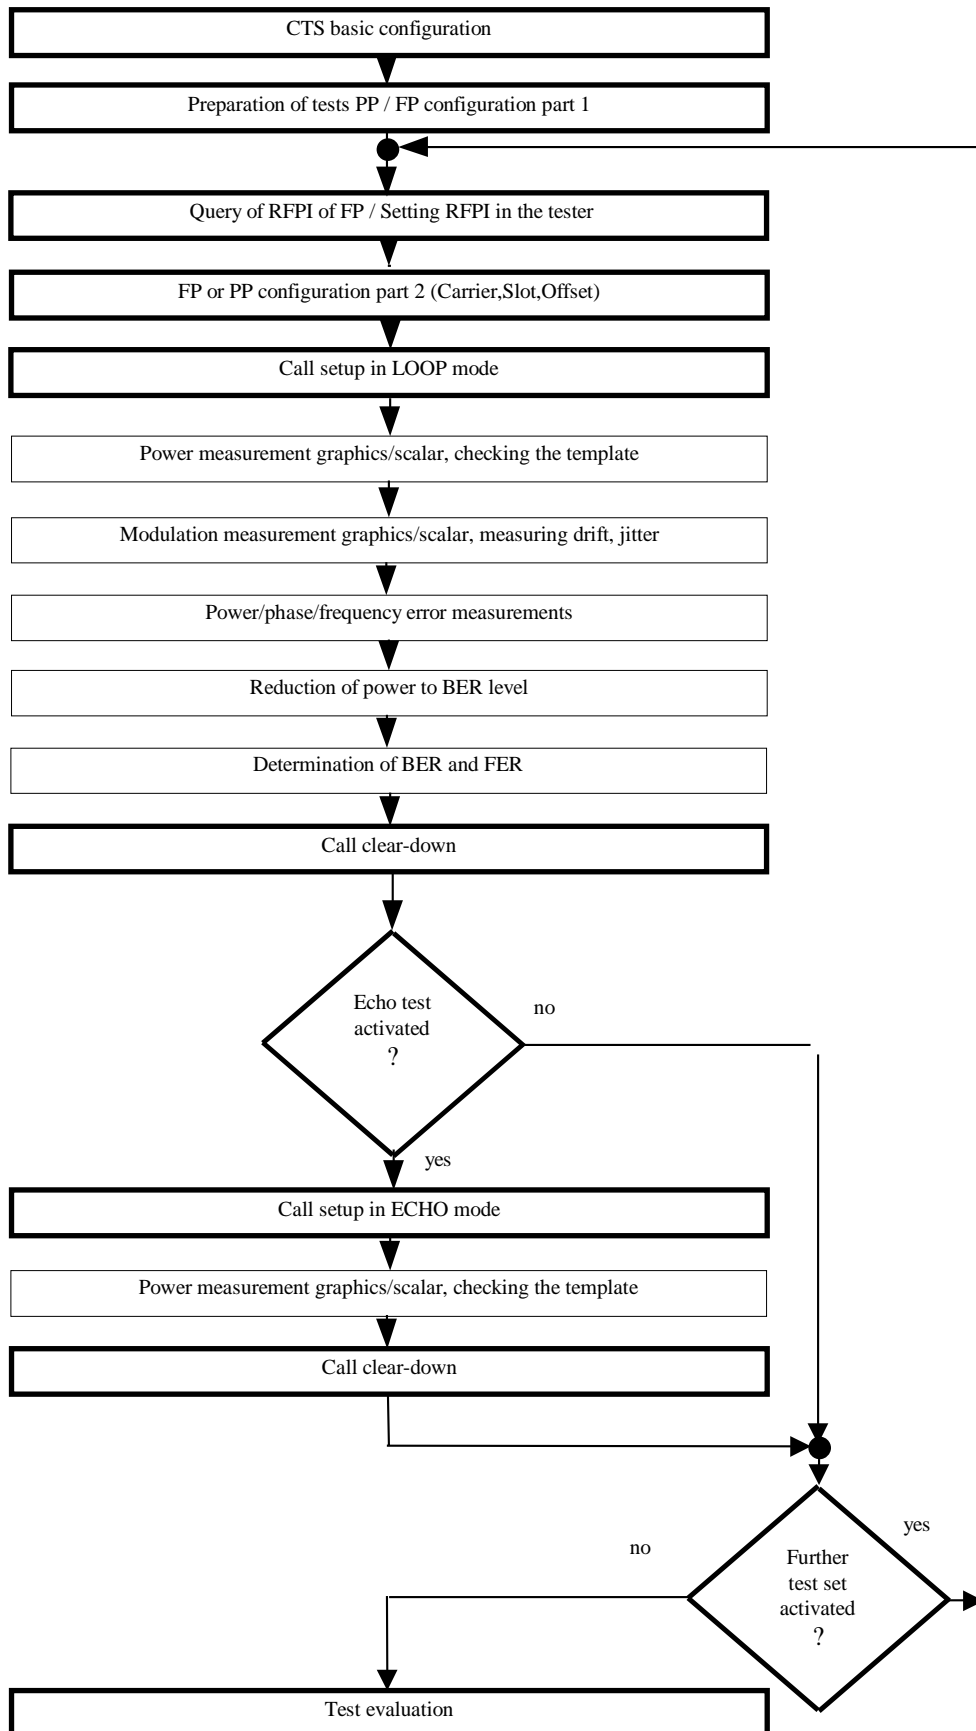 CTS basic configuration
Preparation of tests PP / FP configuration part 1
Query of RFPI of FP / Setting RFPI in the tester
FP or PP configuration part 2 (Carrier,Slot,Offset)
Call setup in LOOP mode
Power measurement graphics/scalar, checking the template
Modulation measurement graphics/scalar, measuring drift, jitter
Power/phase/frequency error measurements
Reduction of power to BER level
Determination of BER and FER
Call clear-down
Echo test
activated
?
no
yes
Call setup in ECHO mode
Power measurement graphics/scalar, checking the template
Call clear-down
Further
test set
activated
?
yes
no
Test evaluation